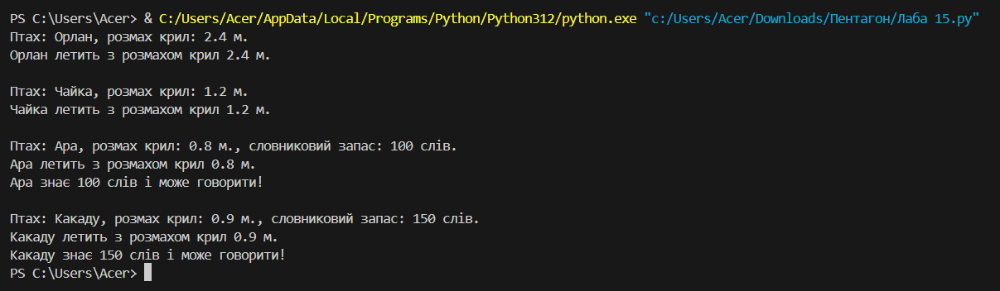 PS C:\Users\Acer> & C:/Users/Acer/AppData/Local/Programs/Python/Python312/python.exe "c:/Users/Acer/Downloads/Пентагон/Лаба 15.py"
Птах: Орлан, розмах крил: 2.4 м.
Орлан летить з розмахом крил 2.4 м.
Птах: Чайка, розмах крил: 1.2 м.
Чайка летить з розмахом крил 1.2 м.
Птах: Ара, розмах крил: 0.8 м., словниковий запас: 100 слів.
Ара летить з розмахом крил 0.8 м.
Ара знає 100 слів і може говорити!
Птах: Какаду, розмах крил: 0.9 м., словниковий запас: 150 слів.
Какаду летить з розмахом крил 0.9 м.
Какаду знає 150 слів і може говорити!
PS C:\Users\Acer>